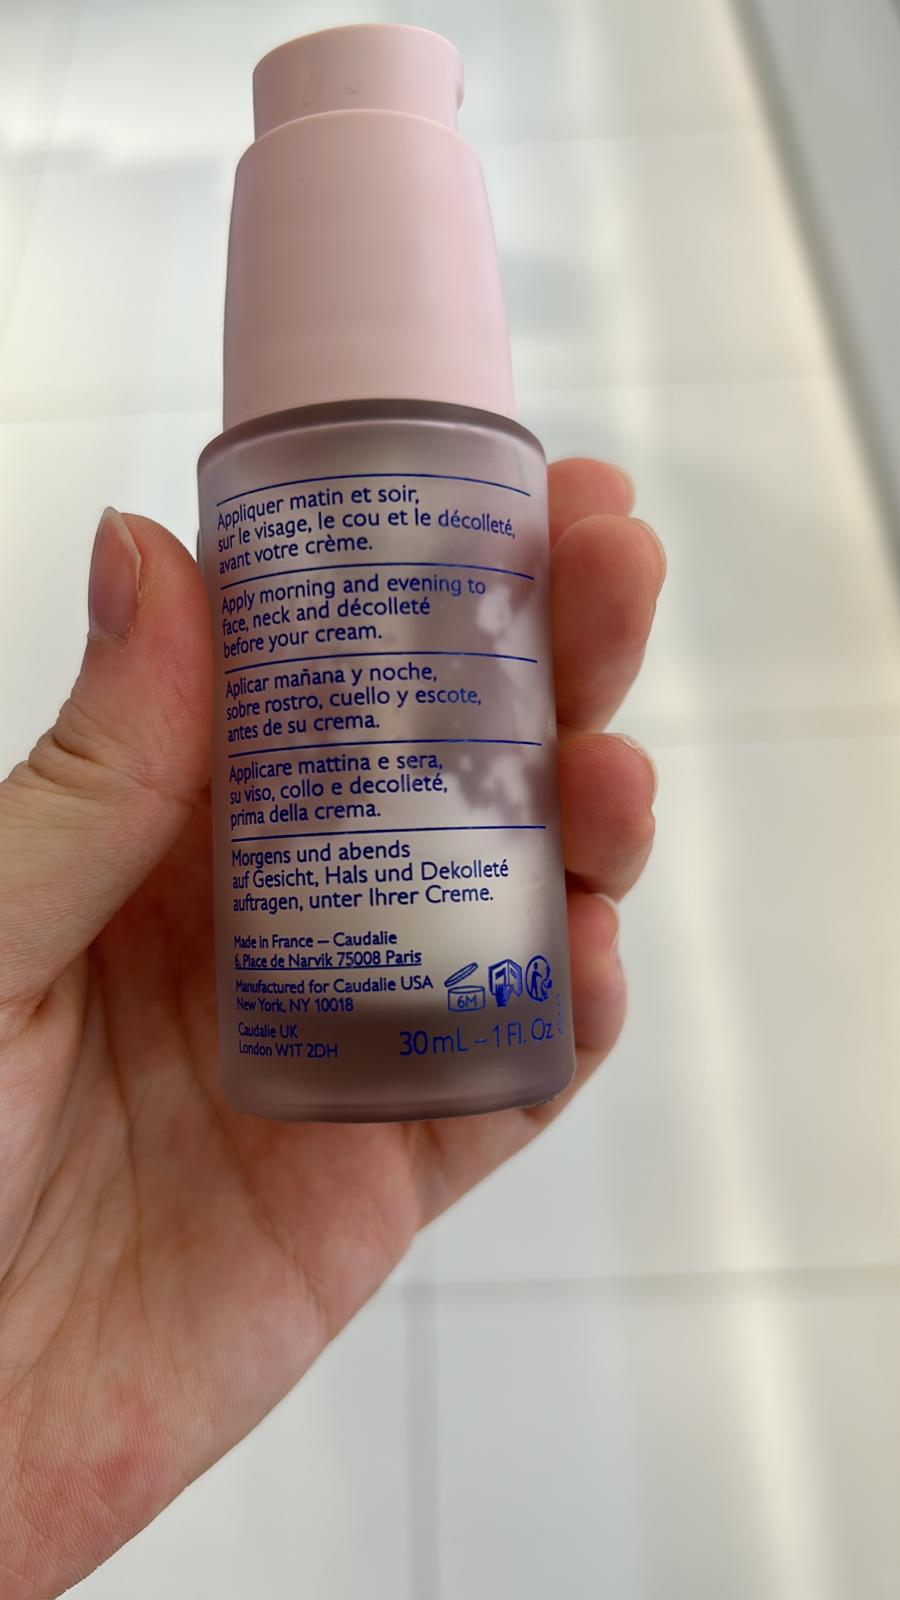 Appliquer matin et soir,
sur le visage, le cou et le décolleté,
avant votre crème.
Apply morning and evening to
face, neck and décolleté
before your cream.
Aplicar mañana y noche,
sobre rostro, cuello y escote,
antes de su crema.
Applicare mattina e sera,
su viso, collo e decolleté,
prima della crema.
Morgens und abends
auf Gesicht, Hals und Dekolleté
auftragen, unter Ihrer Creme.
Made in France – Caudalie
6, Place de Narvik 75008 Paris
Manufactured for Caudalie USA
New York, NY 10018
Caudalie UK
London W1T 2DH
6M
30 mL – 1 Fl. Oz